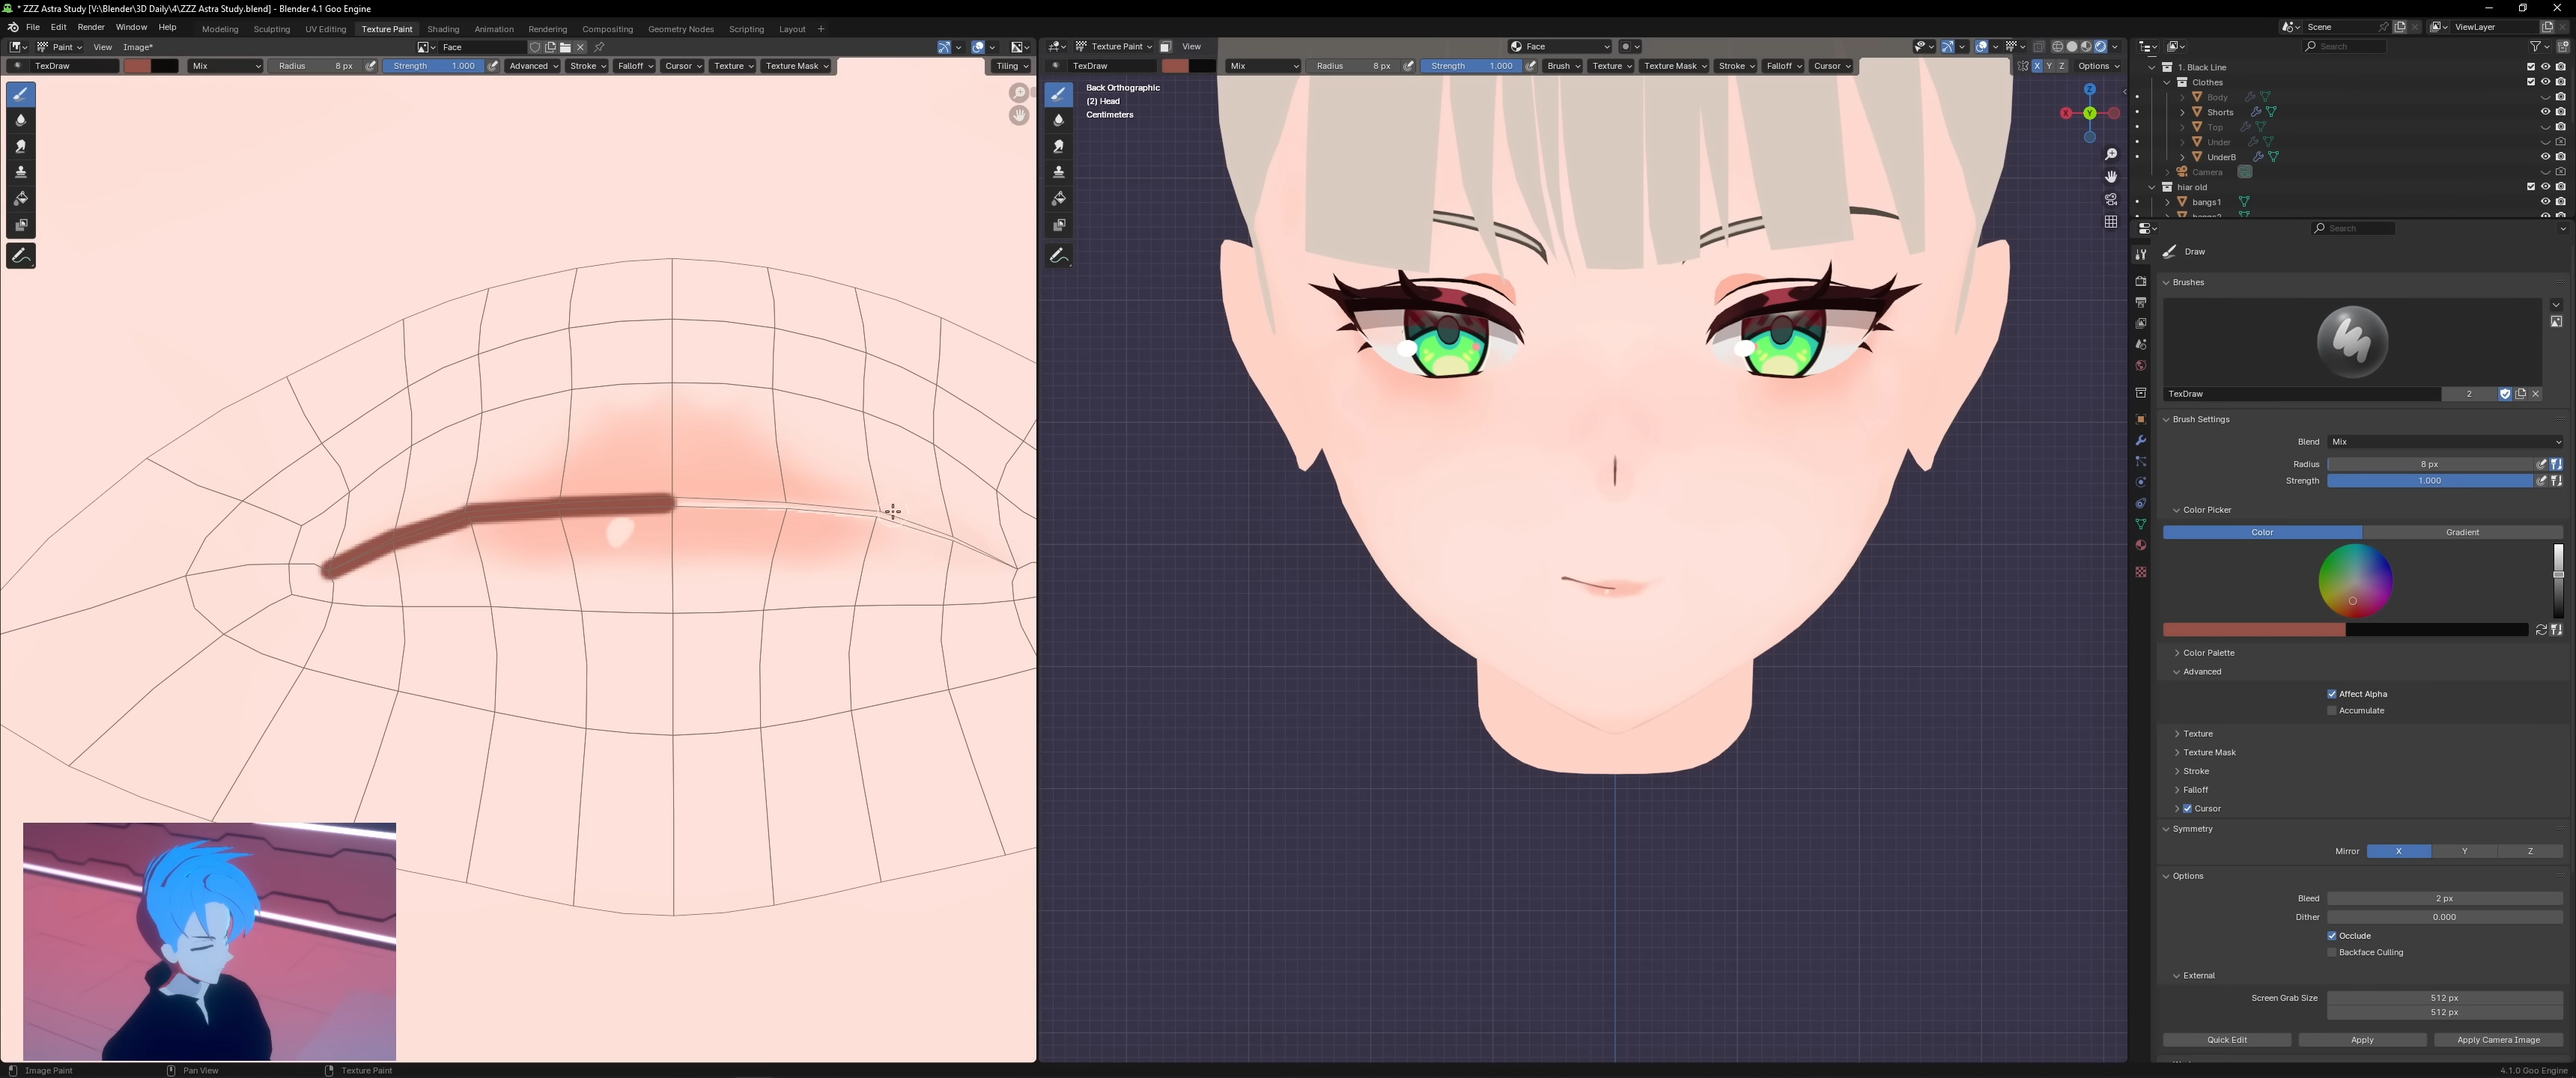 * ZZZ Astra Study [V:\Blender\3D Daily\4\ZZZ Astra Study.blend] - Blender 4.1 Goo Engine
File Edit Render Window Help Modeling Sculpting UV Editing Texture Paint Shading Animation Rendering Compositing Geometry Nodes Scripting Layout + Scene ViewLayer
Paint View Image* Face
TexDraw Mix Radius 8 px Strength 1.000 Advanced Stroke Falloff Cursor Texture Texture Mask Tiling
Texture Paint View Face
TexDraw Mix Radius 8 px Strength 1.000 Brush Texture Texture Mask Stroke Falloff Cursor X Y Z Options
Back Orthographic
(2) Head
Centimeters
Z
X
Y
Search
1. Black Line
Clothes
Body
Shorts
Top
Under
UnderB
Camera
hiar old
bangs1
Search
Draw
Brushes
TexDraw 2
Brush Settings
Blend Mix
Radius 8 px
Strength 1.000
Color Picker
Color Gradient
Color Palette
Advanced
Affect Alpha
Accumulate
Texture
Texture Mask
Stroke
Falloff
Cursor
Symmetry
Mirror X Y Z
Options
Bleed 2 px
Dither 0.000
Occlude
Backface Culling
External
Screen Grab Size 512 px
512 px
Quick Edit Apply Apply Camera Image
Image Paint Pan View Texture Paint 4.1.0 Goo Engine